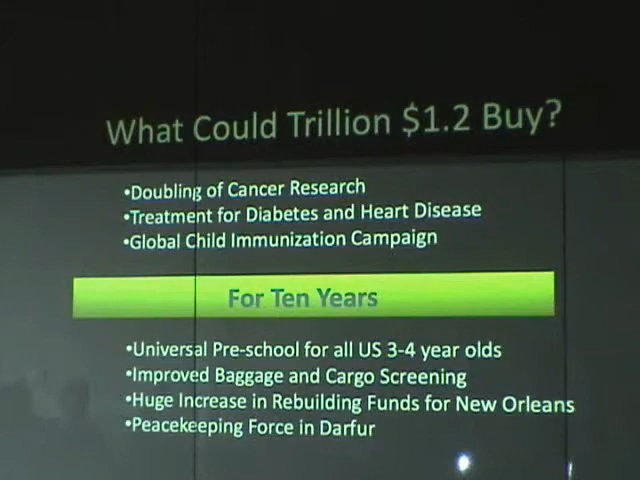 What Could Trillion $1.2 Buy?
•Doubling of Cancer Research
•Treatment for Diabetes and Heart Disease
•Global Child Immunization Campaign
For Ten Years
•Universal Pre-school for all US 3-4 year olds
•Improved Baggage and Cargo Screening
•Huge Increase in Rebuilding Funds for New Orleans
•Peacekeeping Force in Darfur